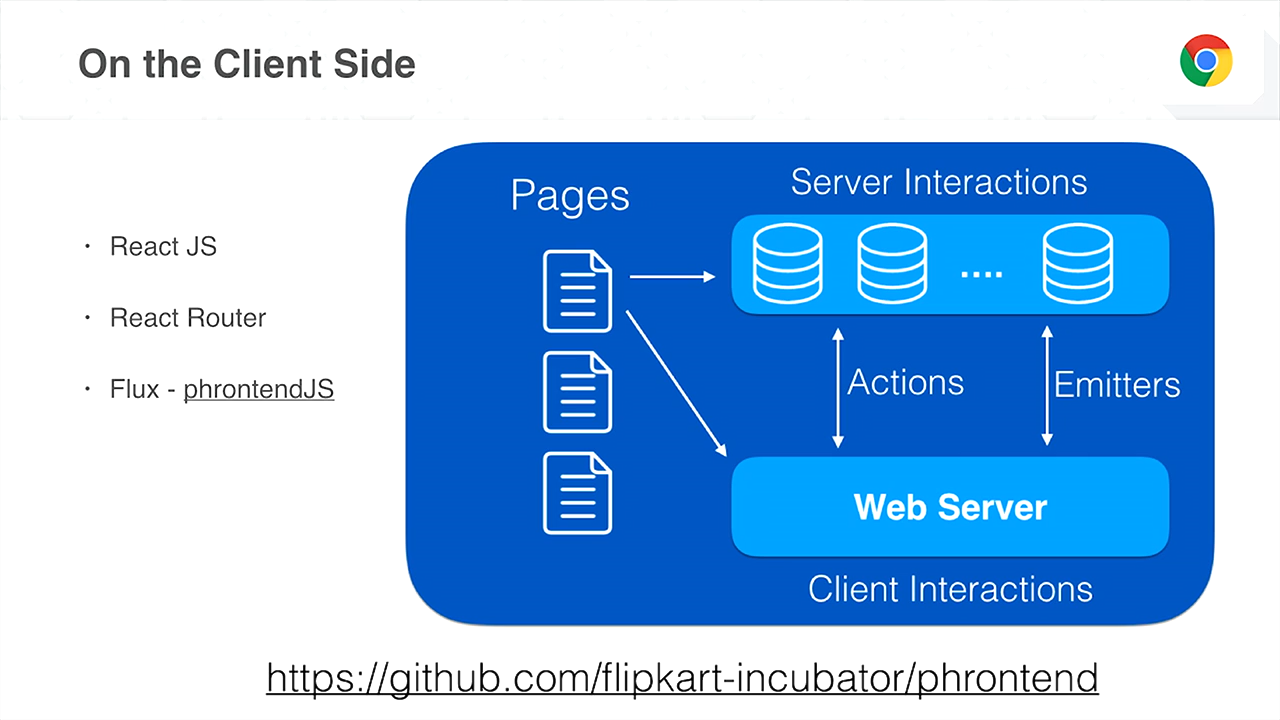 On the Client Side
· React JS
· React Router
· Flux - phrontendJS
Pages
Server Interactions
....
Actions
Emitters
Web Server
Client Interactions
https://github.com/flipkart-incubator/phrontend